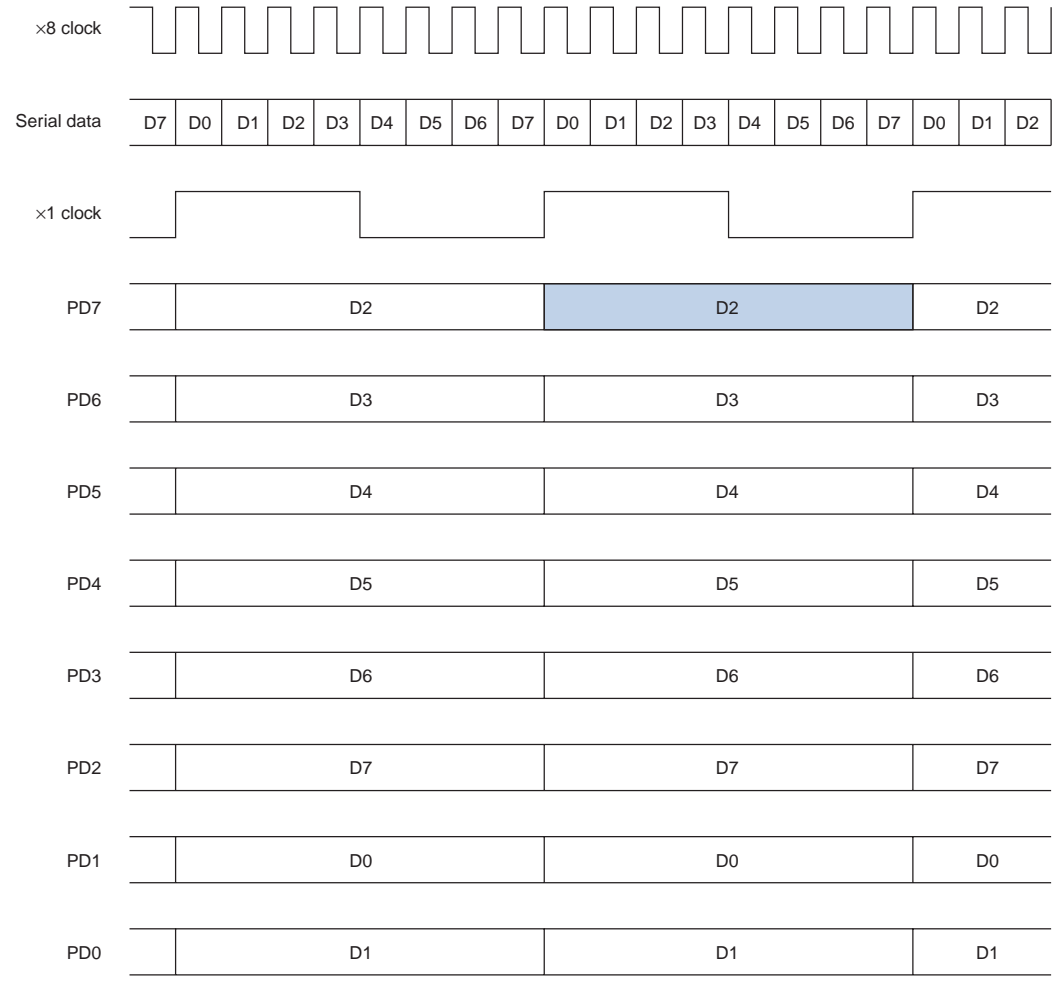 ×8 clock
Serial data D7 D0 D1 D2 D3 D4 D5 D6 D7 D0 D1 D2 D3 D4 D5 D6 D7 D0 D1 D2
×1 clock
PD7 D2 D2 D2
PD6 D3 D3 D3
PD5 D4 D4 D4
PD4 D5 D5 D5
PD3 D6 D6 D6
PD2 D7 D7 D7
PD1 D0 D0 D0
PD0 D1 D1 D1